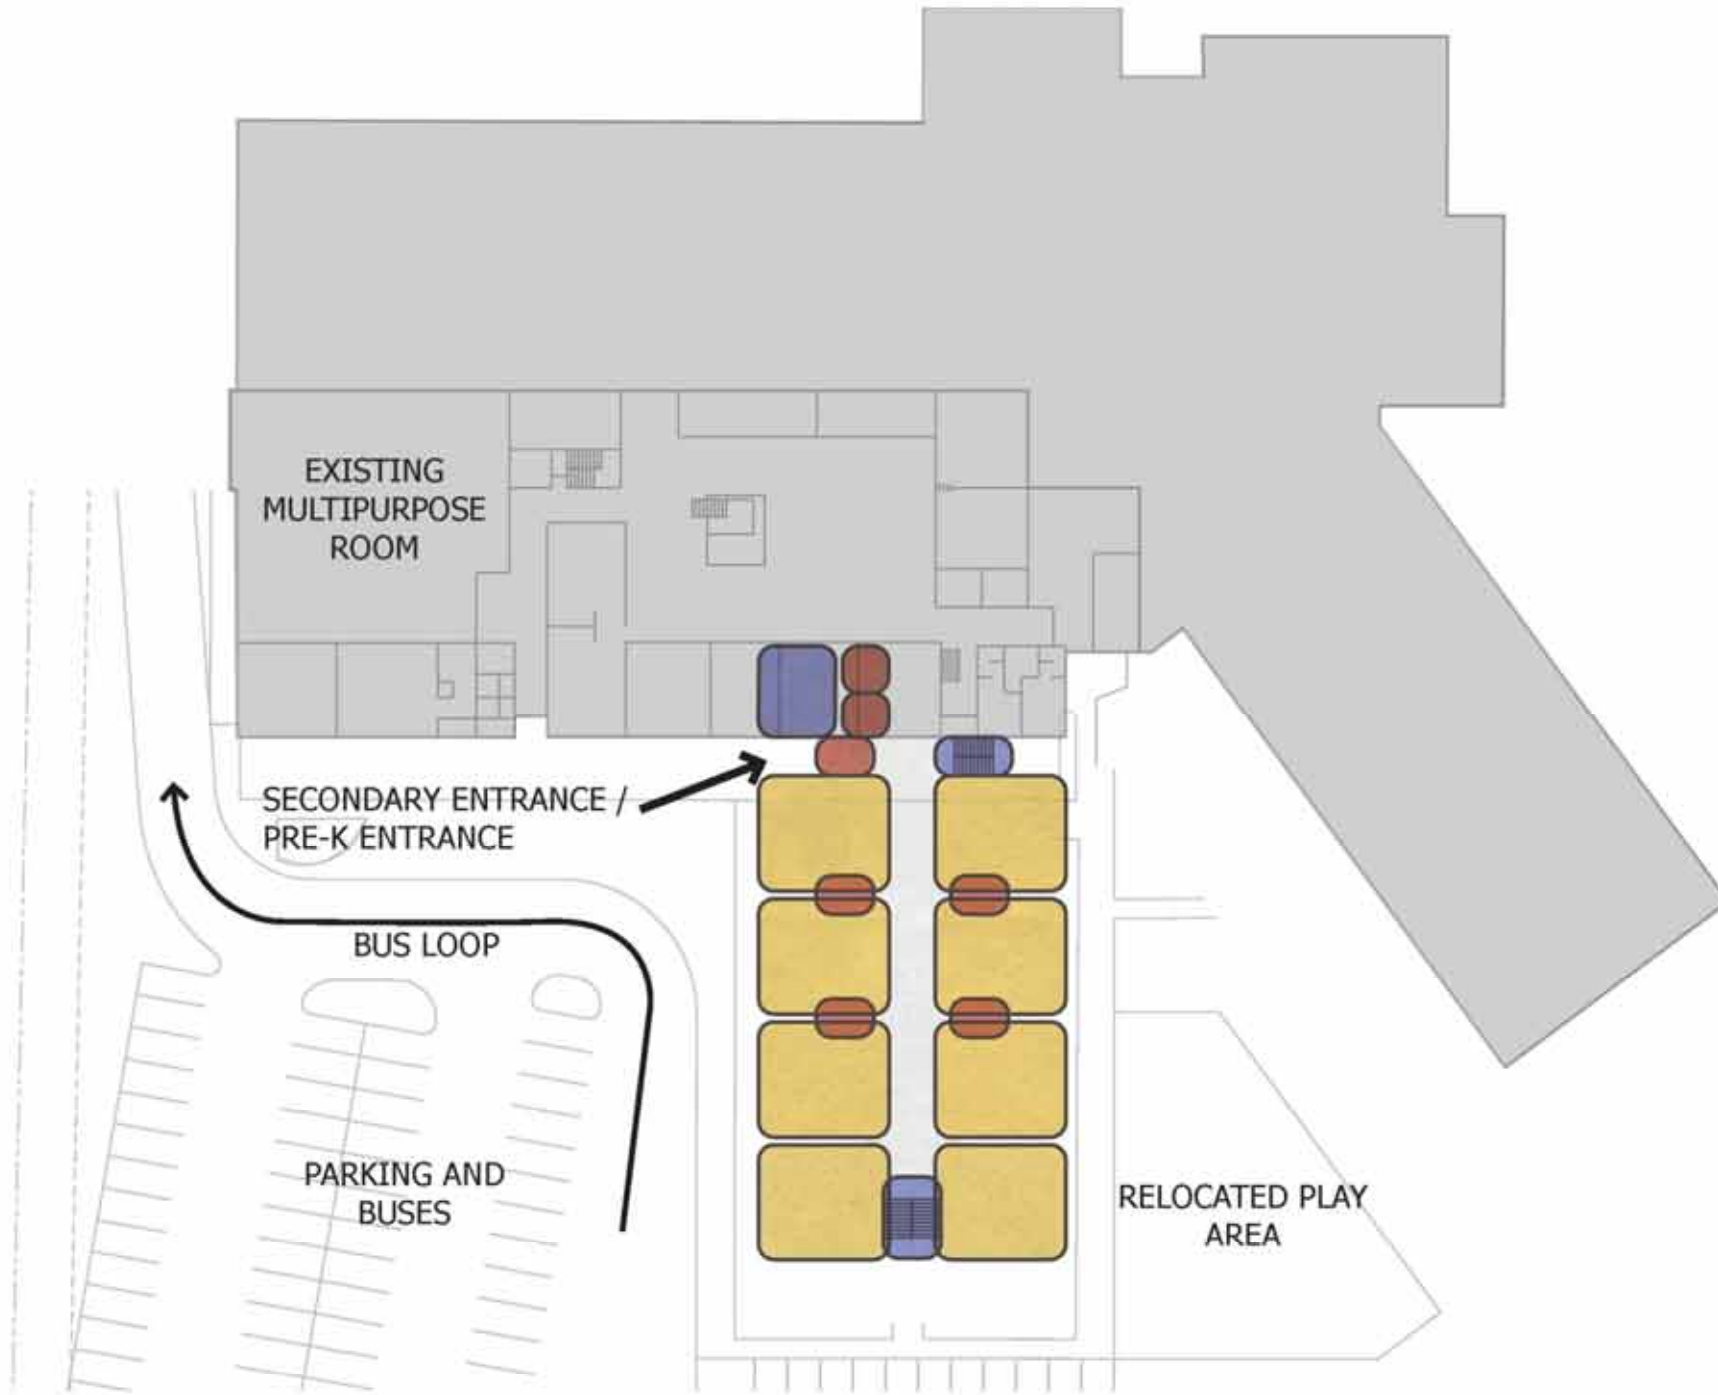 EXISTING
MULTIPURPOSE
ROOM
SECONDARY ENTRANCE /
PRE-K ENTRANCE
BUS LOOP
PARKING AND
BUSES
RELOCATED PLAY
AREA